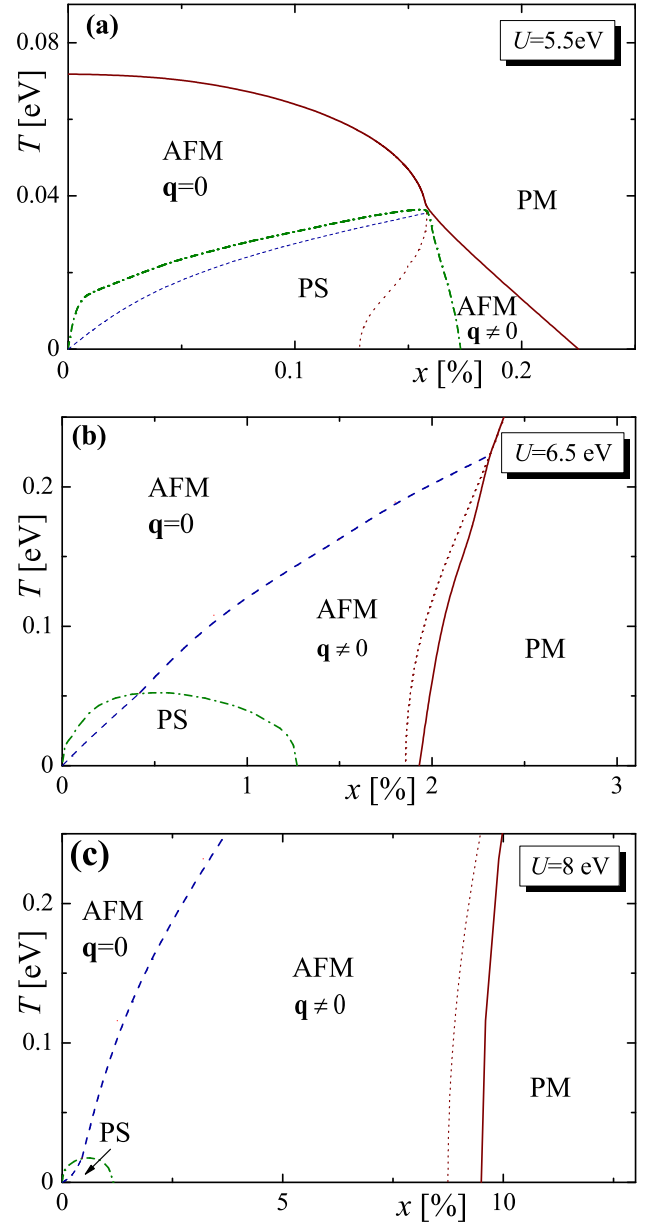 (a)
U=5.5eV
0.08
T [eV]
AFM
q=0
PM
0.04
PS
AFM
q ≠ 0
0
0
0.1
x [%]
0.2
(b)
U=6.5 eV
0.2
AFM
q=0
T [eV]
AFM
q ≠ 0
0.1
PM
PS
0
0
1
x [%]
2
3
(c)
U=8 eV
0.2
AFM
q=0
T [eV]
AFM
q ≠ 0
0.1
PM
PS
0
0
5
x [%]
10